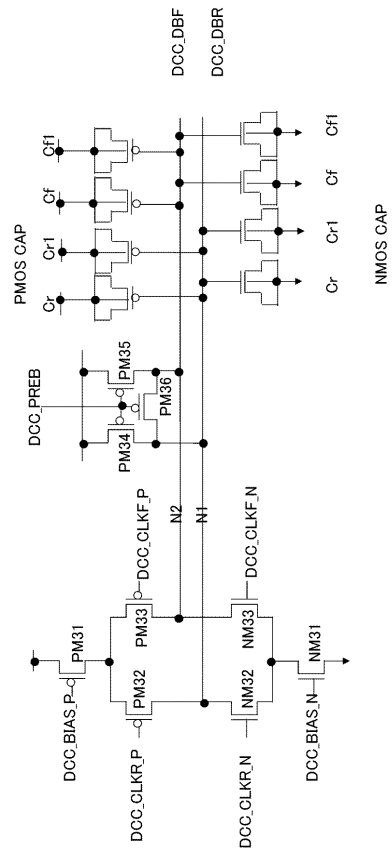 DCC_DBF
DCC_DBR
PMOS CAP
Cr
Cr1
Cf
Cf1
Cr
Cr1
Cf
Cf1
NMOS CAP
DCC_PREB
PM34
PM35
PM36
N2
N1
DCC_BIAS_P
PM31
DCC_CLKR_P
PM32
PM33
DCC_CLKF_P
DCC_CLKR_N
NM32
NM33
DCC_CLKF_N
DCC_BIAS_N
NM31